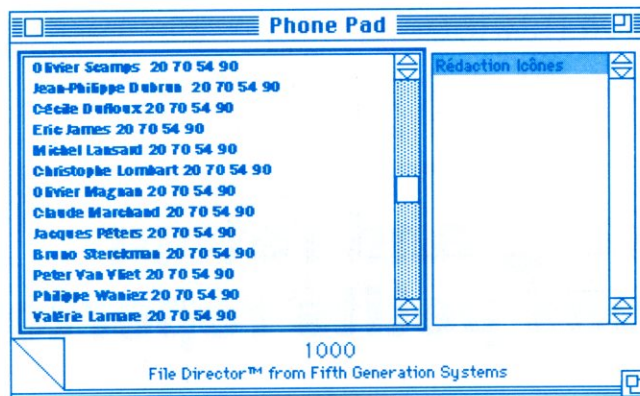 Phone Pad
Olivier Scamps 20 70 54 90
Jean-Philippe Dubrun 20 70 54 90
Cécile Dufloux 20 70 54 90
Eric James 20 70 54 90
Michel Lansard 20 70 54 90
Christophe Lombart 20 70 54 90
Olivier Magnan 20 70 54 90
Claude Marchand 20 70 54 90
Jacques Péters 20 70 54 90
Bruno Sterckman 20 70 54 90
Peter Van Vliet 20 70 54 90
Philippe Waniez 20 70 54 90
Valérie Lamare 20 70 54 90
Rédaction Icônes
1000
File Director™ from Fifth Generation Systems